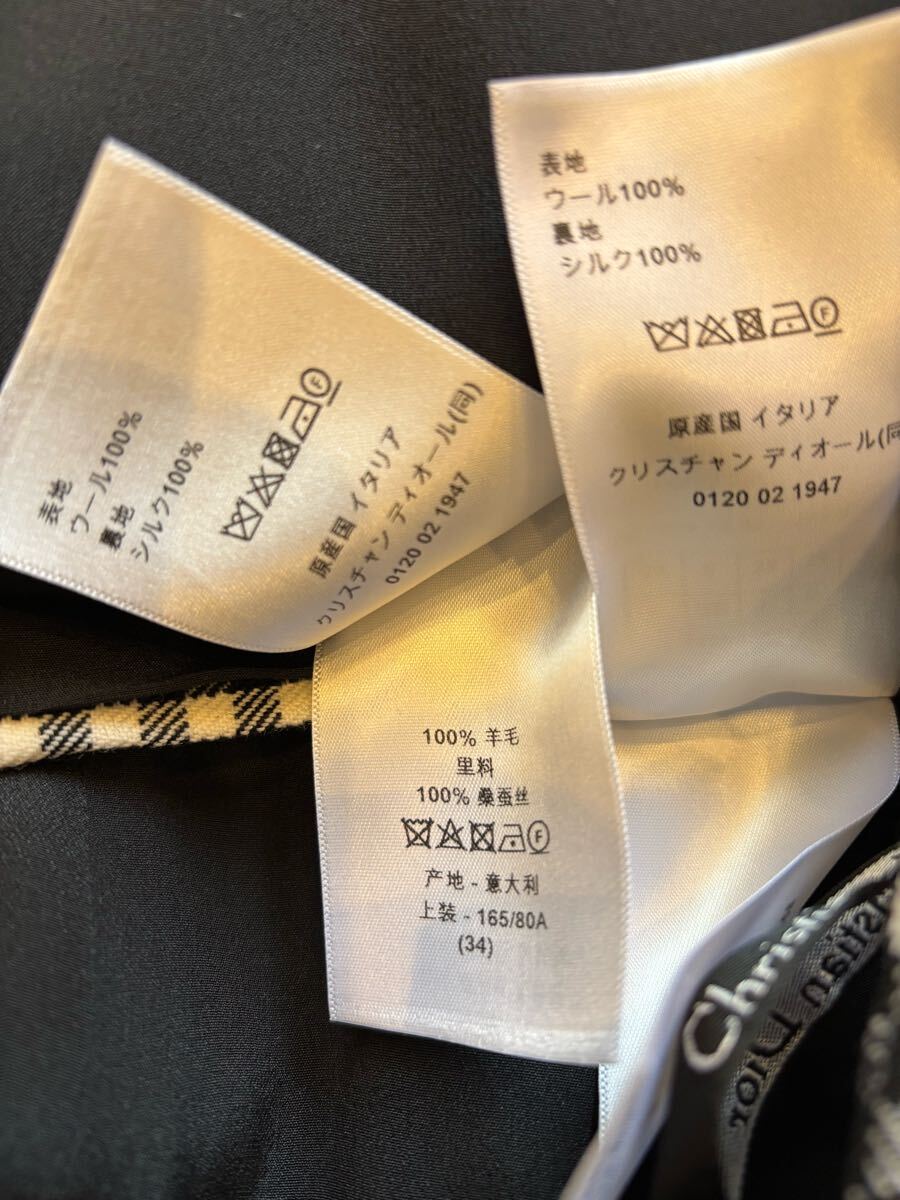 表地
ウール100%
裏地
シルク100%
原産国 イタリア
クリスチャン ディオール(同)
0120 02 1947
表地
ウール100%
裏地
シルク100%
F
原産国 イタリア
クリスチャン ディオール(同
0120 02 1947
F
100% 羊毛
里料
100% 桑蚕丝
F
产地 - 意大利
上装 - 165/80A
(34)
Christi
stian Dior